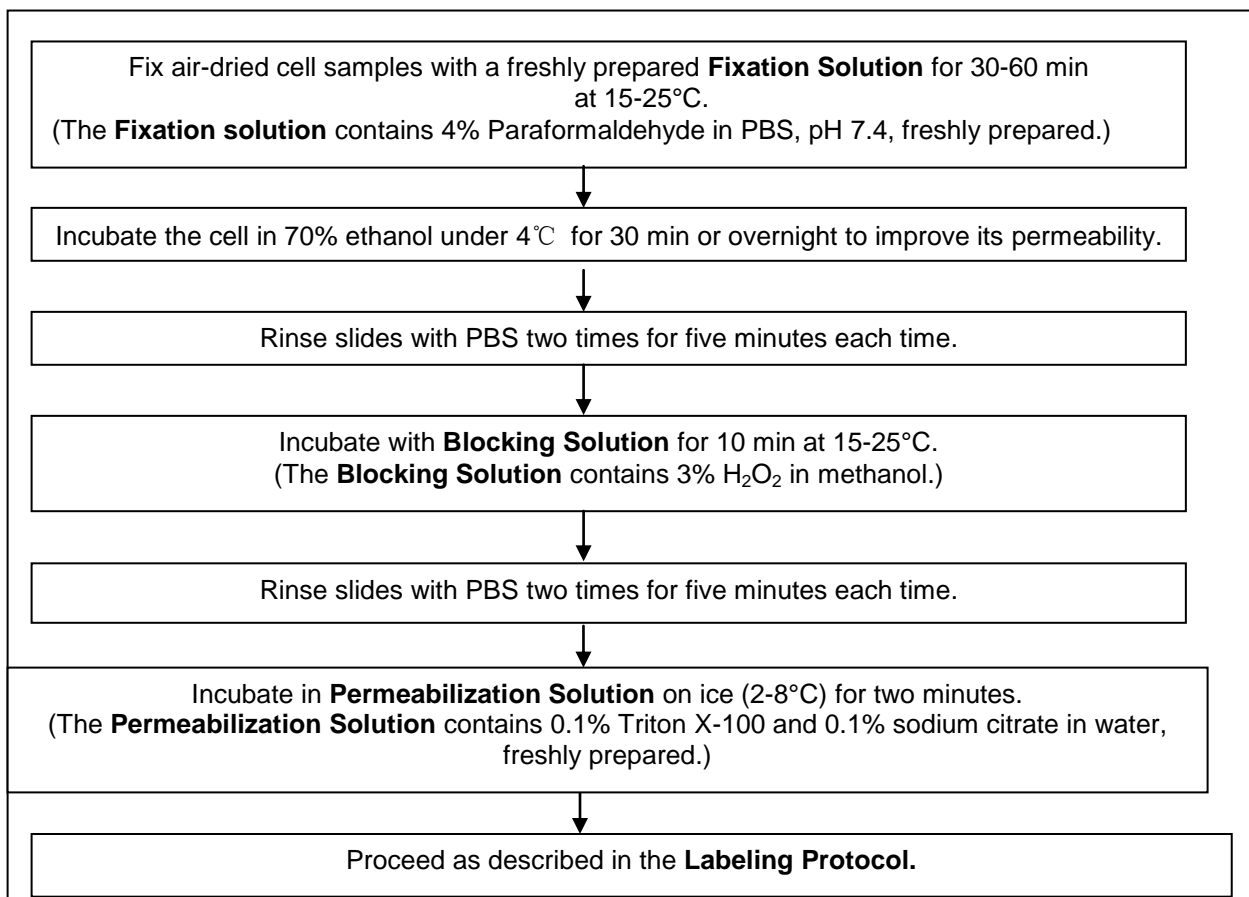 Fix air-dried cell samples with a freshly prepared Fixation Solution for 30-60 min
at 15-25°C.
(The Fixation solution contains 4% Paraformaldehyde in PBS, pH 7.4, freshly prepared.)
Incubate the cell in 70% ethanol under 4℃ for 30 min or overnight to improve its permeability.
Rinse slides with PBS two times for five minutes each time.
Incubate with Blocking Solution for 10 min at 15-25°C.
(The Blocking Solution contains 3% H₂O₂ in methanol.)
Rinse slides with PBS two times for five minutes each time.
Incubate in Permeabilization Solution on ice (2-8°C) for two minutes.
(The Permeabilization Solution contains 0.1% Triton X-100 and 0.1% sodium citrate in water,
freshly prepared.)
Proceed as described in the Labeling Protocol.